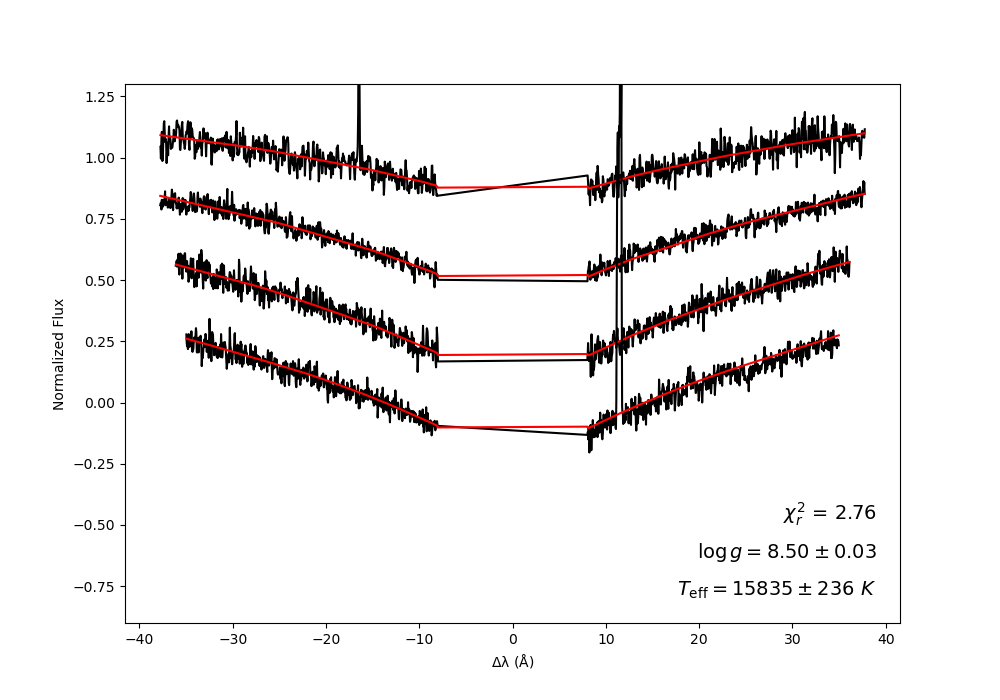 1.25
1.00
0.75
0.50
0.25
0.00
−0.25
−0.50
−0.75
Normalized Flux
χ²ᵣ = 2.76
log g = 8.50 ± 0.03
T_eff = 15835 ± 236 K
−40 −30 −20 −10 0 10 20 30 40
Δλ (Å)